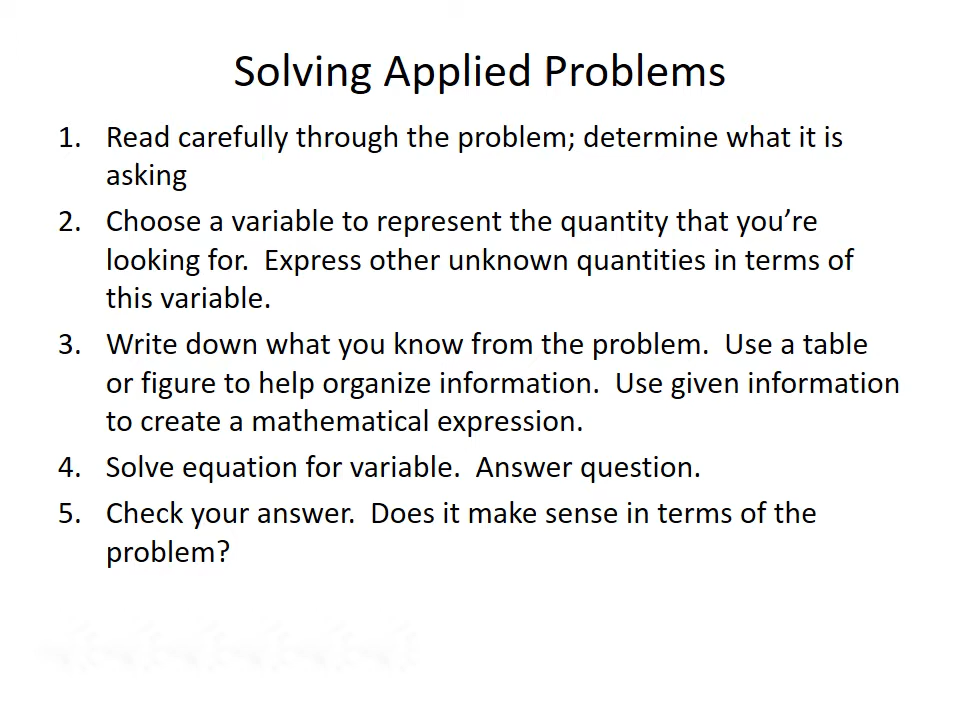 Solving Applied Problems
1. Read carefully through the problem; determine what it is
asking
2. Choose a variable to represent the quantity that you’re
looking for.  Express other unknown quantities in terms of
this variable.
3. Write down what you know from the problem.  Use a table
or figure to help organize information.  Use given information
to create a mathematical expression.
4. Solve equation for variable.  Answer question.
5. Check your answer.  Does it make sense in terms of the
problem?